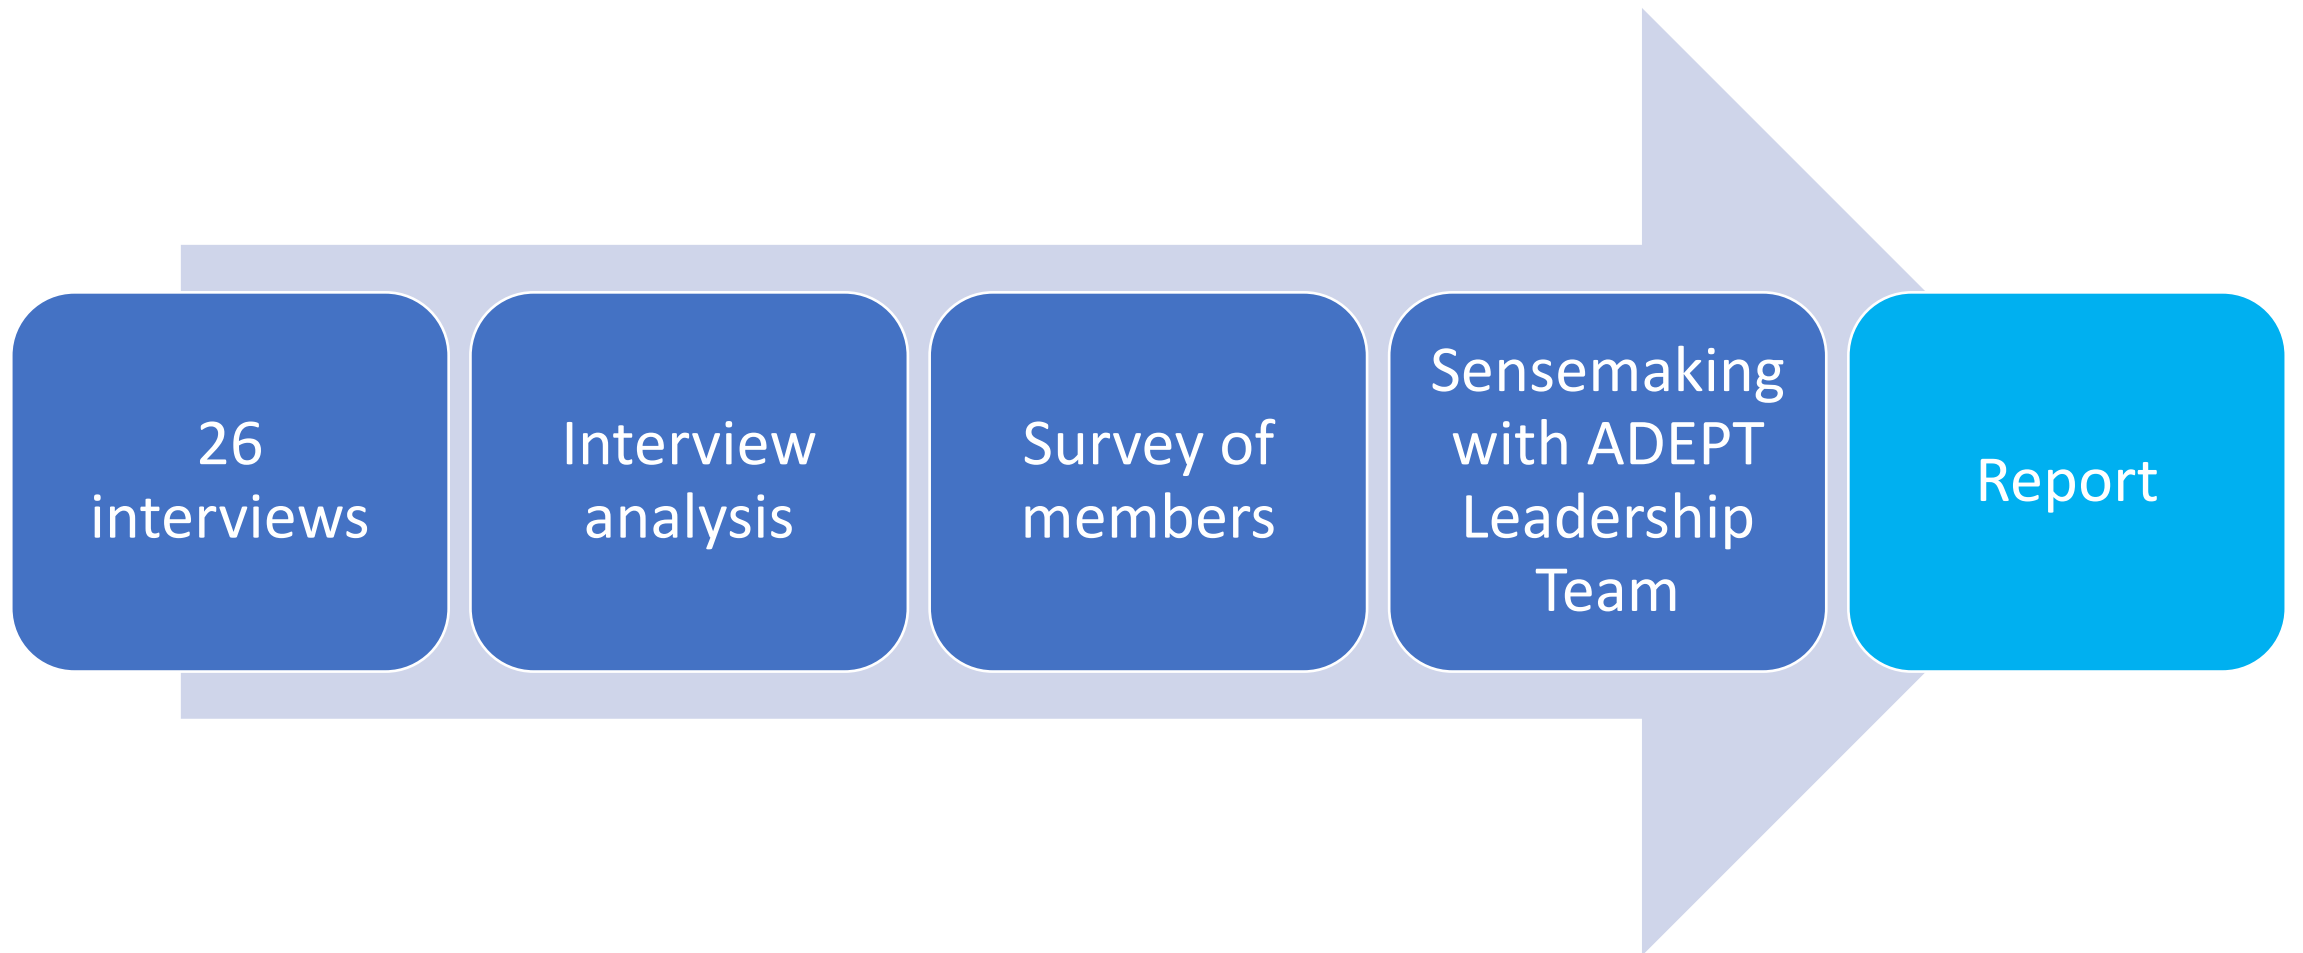 26
interviews
Interview
analysis
Survey of
members
Sensemaking
with ADEPT
Leadership
Team
Report